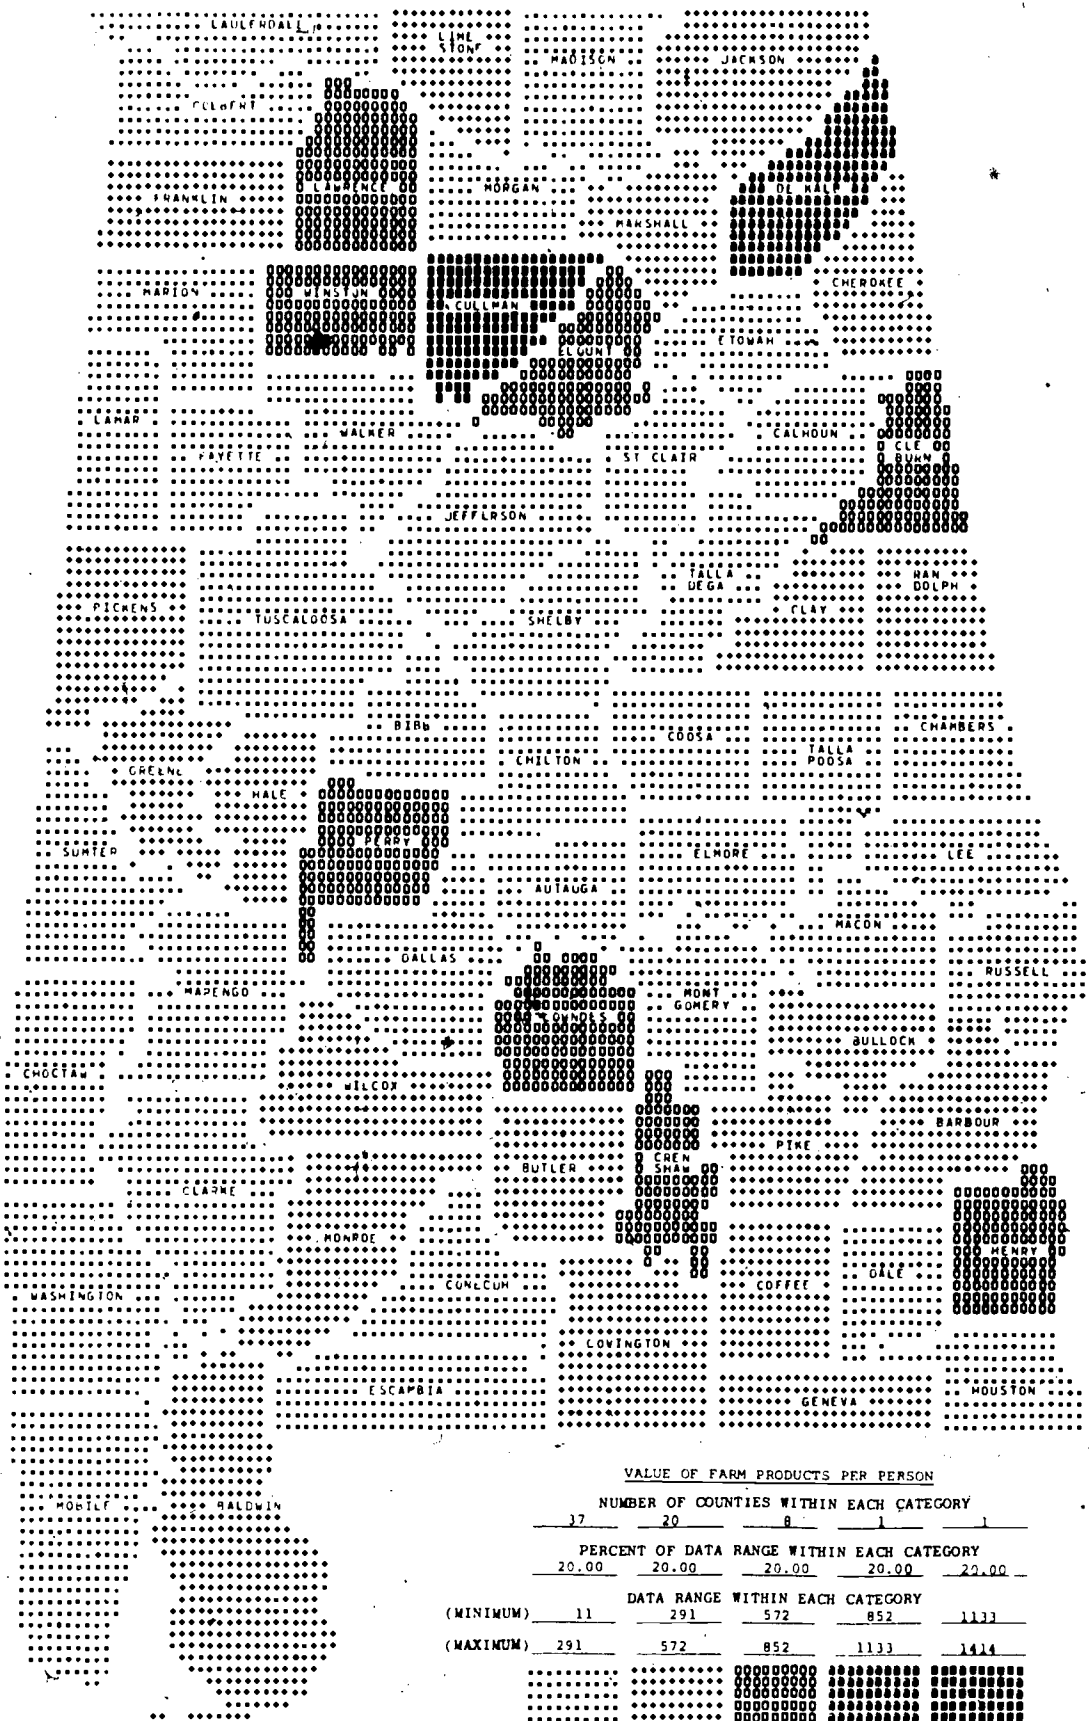 LAUDERDALE
LIME
STONE
MADISON
JACKSON
COLBERT
LAWRENCE
MORGAN
DE KALB
FRANKLIN
MARSHALL
MARION
WINSTON
CULLMAN
CHEROKEE
ETOWAH
BLOUNT
LAMAR
FAYETTE
WALKER
ST CLAIR
CALHOUN
CLE
BURN
JEFFERSON
TALLA
DEGA
RAN
DOLPH
PICKENS
TUSCALOOSA
SHELBY
CLAY
BIBB
COOSA
CHAMBERS
GREENE
CHILTON
TALLA
POOSA
HALE
PERRY
SUMTER
ELMORE
LEE
AUTAUGA
MACON
DALLAS
RUSSELL
MARENGO
MONT
GOMERY
LOWNDES
BULLOCK
CHOCTAW
WILCOX
BARBOUR
PIKE
BUTLER
CREN
SHAW
CLARKE
MONROE
HENRY
DALE
CONECUH
COFFEE
WASHINGTON
COVINGTON
ESCAMBIA
HOUSTON
GENEVA
MOBILE
BALDWIN
VALUE OF FARM PRODUCTS PER PERSON
NUMBER OF COUNTIES WITHIN EACH CATEGORY
37 20 8 1 1
PERCENT OF DATA RANGE WITHIN EACH CATEGORY
20.00 20.00 20.00 20.00 20.00
DATA RANGE WITHIN EACH CATEGORY
(MINIMUM) 11 291 572 852 1133
(MAXIMUM) 291 572 852 1133 1414